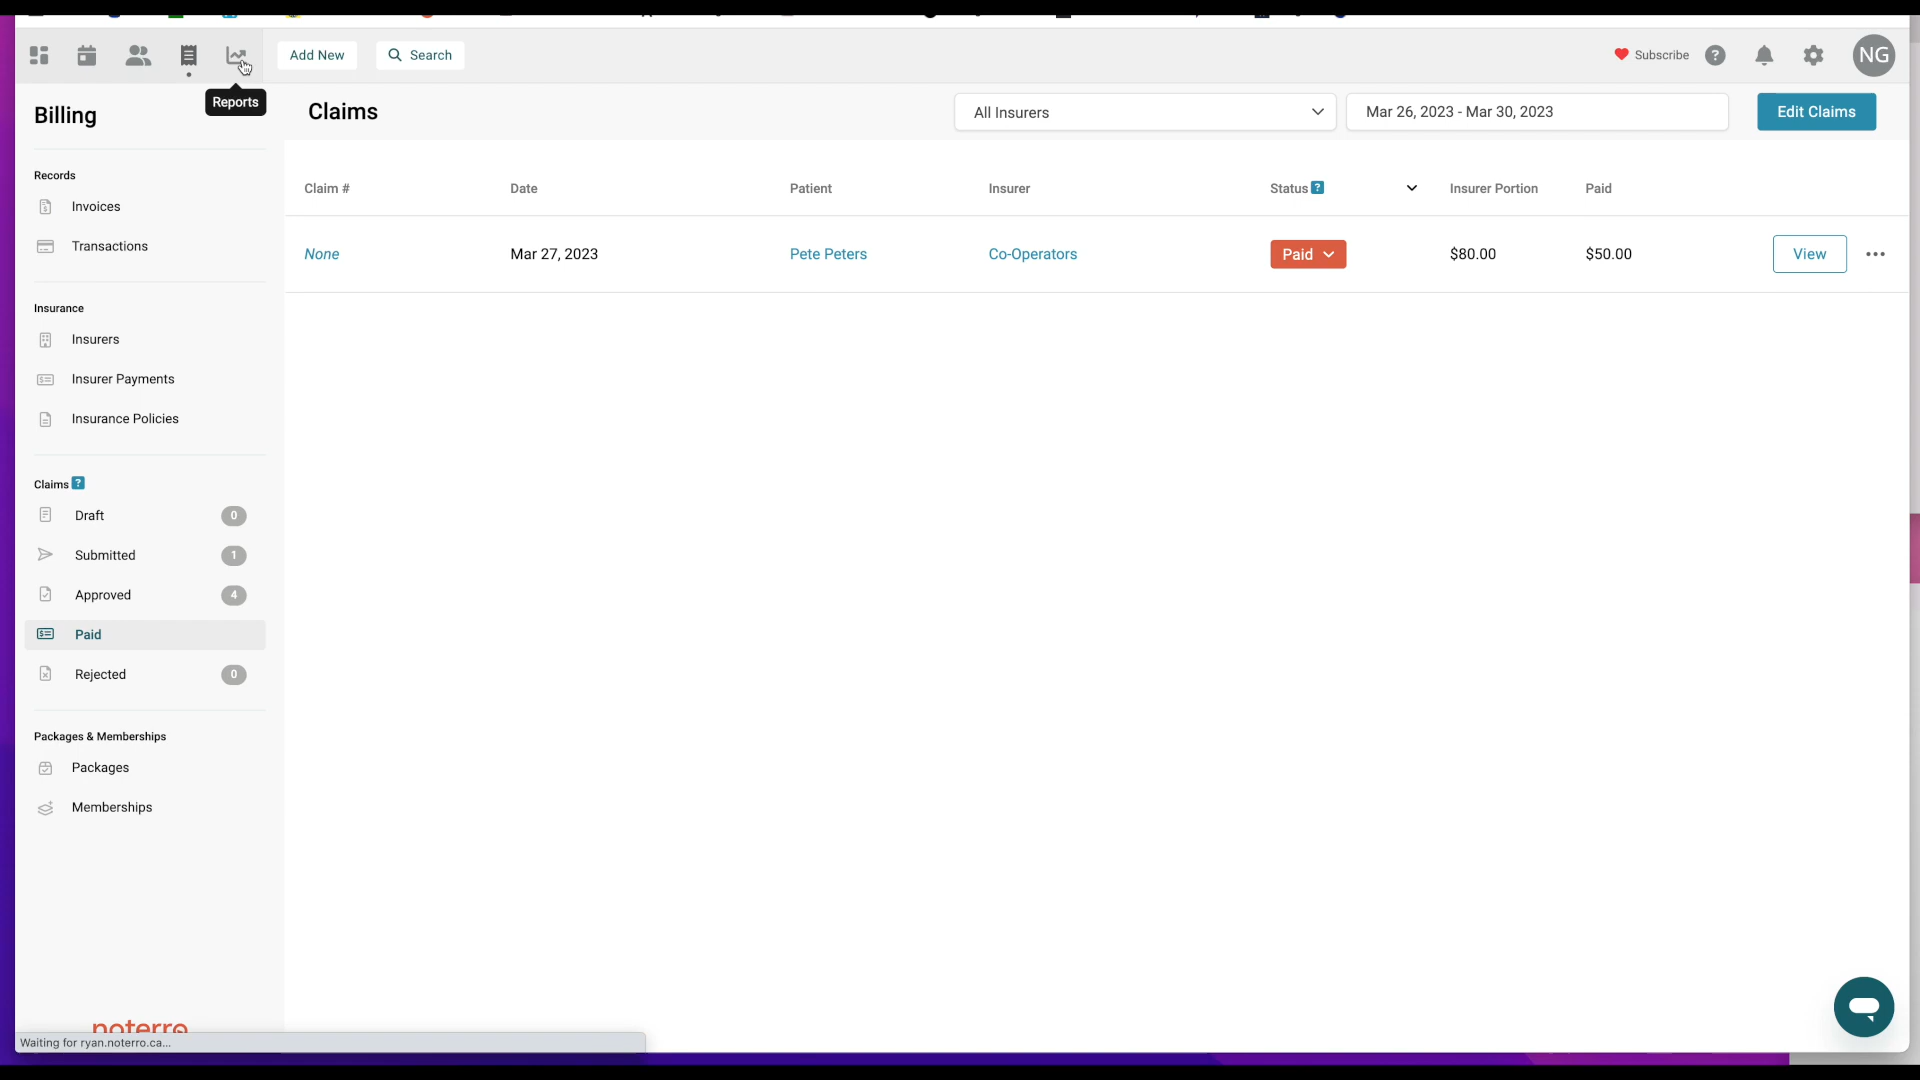 Add New
Search
Subscribe
?
NG
Reports
Billing
Claims
All Insurers
Mar 26, 2023 - Mar 30, 2023
Edit Claims
Records
Invoices
Transactions
Insurance
Insurers
Insurer Payments
Insurance Policies
Claims ?
Draft 0
Submitted 1
Approved 4
Paid
Rejected 0
Packages & Memberships
Packages
Memberships
noterro
Waiting for ryan.noterro.ca...
Claim # Date Patient Insurer Status ? Insurer Portion Paid
None Mar 27, 2023 Pete Peters Co-Operators Paid $80.00 $50.00 View